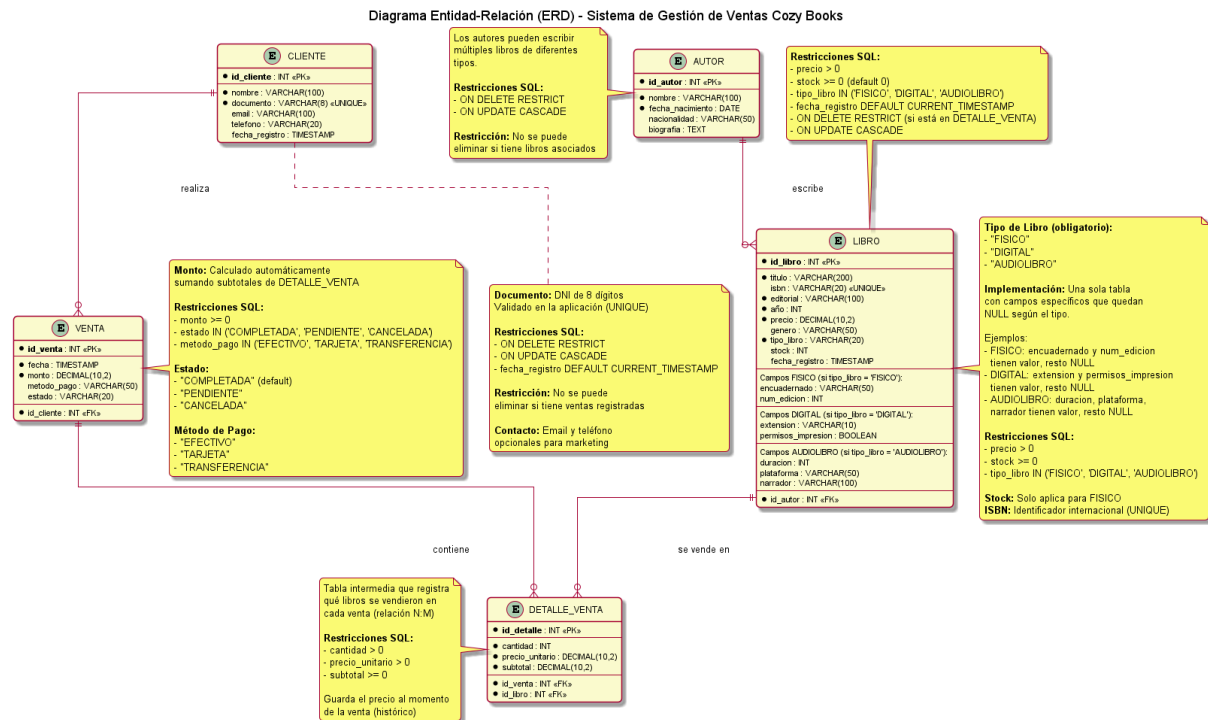 Diagrama Entidad-Relación (ERD) - Sistema de Gestión de Ventas Cozy Books
E CLIENTE
id_cliente : INT «PK»
nombre : VARCHAR(100)
documento : VARCHAR(8) «UNIQUE»
email : VARCHAR(100)
telefono : VARCHAR(20)
fecha_registro : TIMESTAMP
Los autores pueden escribir
múltiples libros de diferentes
tipos.
Restricciones SQL:
- ON DELETE RESTRICT
- ON UPDATE CASCADE
Restricción: No se puede
eliminar si tiene libros asociados
E AUTOR
id_autor : INT «PK»
nombre : VARCHAR(100)
fecha_nacimiento : DATE
nacionalidad : VARCHAR(50)
biografia : TEXT
Restricciones SQL:
- precio > 0
- stock >= 0 (default 0)
- tipo_libro IN ('FISICO', 'DIGITAL', 'AUDIOLIBRO')
- fecha_registro DEFAULT CURRENT_TIMESTAMP
- ON DELETE RESTRICT (si está en DETALLE_VENTA)
- ON UPDATE CASCADE
realiza
escribe
E VENTA
id_venta : INT «PK»
fecha : TIMESTAMP
monto : DECIMAL(10,2)
metodo_pago : VARCHAR(50)
estado : VARCHAR(20)
id_cliente : INT «FK»
Monto: Calculado automáticamente
sumando subtotales de DETALLE_VENTA
Restricciones SQL:
- monto >= 0
- estado IN ('COMPLETADA', 'PENDIENTE', 'CANCELADA')
- metodo_pago IN ('EFECTIVO', 'TARJETA', 'TRANSFERENCIA')
Estado:
- "COMPLETADA" (default)
- "PENDIENTE"
- "CANCELADA"
Método de Pago:
- "EFECTIVO"
- "TARJETA"
- "TRANSFERENCIA"
Documento: DNI de 8 dígitos
Validado en la aplicación (UNIQUE)
Restricciones SQL:
- ON DELETE RESTRICT
- ON UPDATE CASCADE
- fecha_registro DEFAULT CURRENT_TIMESTAMP
Restricción: No se puede
eliminar si tiene ventas registradas
Contacto: Email y teléfono
opcionales para marketing
E LIBRO
id_libro : INT «PK»
titulo : VARCHAR(200)
isbn : VARCHAR(20) «UNIQUE»
editorial : VARCHAR(100)
año : INT
precio : DECIMAL(10,2)
genero : VARCHAR(50)
tipo_libro : VARCHAR(20)
stock : INT
fecha_registro : TIMESTAMP
Campos FISICO (si tipo_libro = 'FISICO'):
encuadernado : VARCHAR(50)
num_edicion : INT
Campos DIGITAL (si tipo_libro = 'DIGITAL'):
extension : VARCHAR(10)
permisos_impresion : BOOLEAN
Campos AUDIOLIBRO (si tipo_libro = 'AUDIOLIBRO'):
duracion : INT
plataforma : VARCHAR(50)
narrador : VARCHAR(100)
id_autor : INT «FK»
Tipo de Libro (obligatorio):
- "FISICO"
- "DIGITAL"
- "AUDIOLIBRO"
Implementación: Una sola tabla
con campos específicos que quedan
NULL según el tipo.
Ejemplos:
- FISICO: encuadernado y num_edicion
tienen valor, resto NULL
- DIGITAL: extension y permisos_impresion
tienen valor, resto NULL
- AUDIOLIBRO: duracion, plataforma,
narrador tienen valor, resto NULL
Restricciones SQL:
- precio > 0
- stock >= 0
- tipo_libro IN ('FISICO', 'DIGITAL', 'AUDIOLIBRO')
Stock: Solo aplica para FISICO
ISBN: Identificador internacional (UNIQUE)
contiene
se vende en
Tabla intermedia que registra
qué libros se vendieron en
cada venta (relación N:M)
Restricciones SQL:
- cantidad > 0
- precio_unitario > 0
- subtotal >= 0
Guarda el precio al momento
de la venta (histórico)
E DETALLE_VENTA
id_detalle : INT «PK»
cantidad : INT
precio_unitario : DECIMAL(10,2)
subtotal : DECIMAL(10,2)
id_venta : INT «FK»
id_libro : INT «FK»